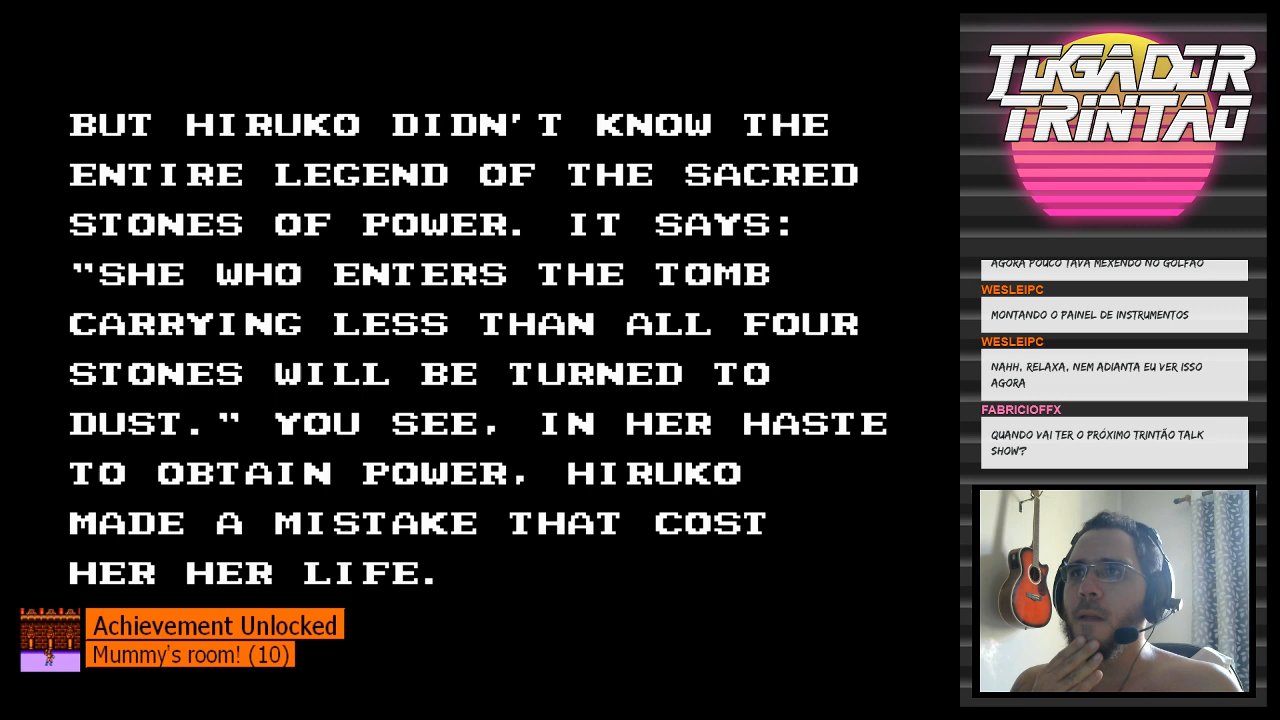 BUT HIRUKO DIDN'T KNOW THE
ENTIRE LEGEND OF THE SACRED
STONES OF POWER. IT SAYS:
"SHE WHO ENTERS THE TOMB
CARRYING LESS THAN ALL FOUR
STONES WILL BE TURNED TO
DUST." YOU SEE, IN HER HASTE
TO OBTAIN POWER, HIRUKO
MADE A MISTAKE THAT COST
HER HER LIFE.
Achievement Unlocked
Mummy's room! (10)
JOGADOR
TRINTAO
AGORA POUCO TAVA MEXENDO NO GOLFÃO
WESLEIPC
MONTANDO O PAINEL DE INSTRUMENTOS
WESLEIPC
NAHH, RELAXA, NEM ADIANTA EU VER ISSO
AGORA
FABRICIOFFX
QUANDO VAI TER O PRÓXIMO TRINTÃO TALK
SHOW?